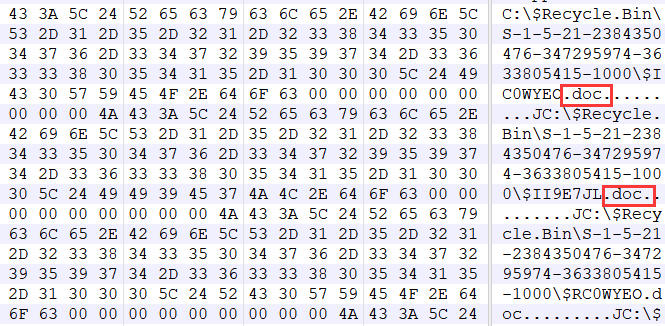 43 3A 5C 24 52 65 63 79 63 6C 65 2E 42 69 6E 5C C:\$Recycle.Bin\
53 2D 31 2D 35 2D 32 31 2D 32 33 38 34 33 35 30 S-1-5-21-2384350
34 37 36 2D 33 34 37 32 39 35 39 37 34 2D 33 36 476-347295974-36
33 33 38 30 35 34 31 35 2D 31 30 30 30 5C 24 49 33805415-1000\$I
43 30 57 59 45 4F 2E 64 6F 63 00 00 00 00 00 00 C0WYEO.doc......
00 00 00 4A 43 3A 5C 24 52 65 63 79 63 6C 65 2E ...JC:\$Recycle.
42 69 6E 5C 53 2D 31 2D 35 2D 32 31 2D 32 33 38 Bin\S-1-5-21-238
34 33 35 30 34 37 36 2D 33 34 37 32 39 35 39 37 4350476-34729597
34 2D 33 36 33 33 38 30 35 34 31 35 2D 31 30 30 4-3633805415-100
30 5C 24 49 49 39 45 37 4A 4C 2E 64 6F 63 00 00 0\$II9E7JL.doc..
00 00 00 00 00 00 00 4A 43 3A 5C 24 52 65 63 79 .......JC:\$Recy
63 6C 65 2E 42 69 6E 5C 53 2D 31 2D 35 2D 32 31 cle.Bin\S-1-5-21
2D 32 33 38 34 33 35 30 34 37 36 2D 33 34 37 32 -2384350476-3472
39 35 39 37 34 2D 33 36 33 33 38 30 35 34 31 35 95974-3633805415
2D 31 30 30 30 5C 24 52 43 30 57 59 45 4F 2E 64 -1000\$RC0WYEO.d
6F 63 00 00 00 00 00 00 00 00 00 4A 43 3A 5C 24 oc.........JC:\$